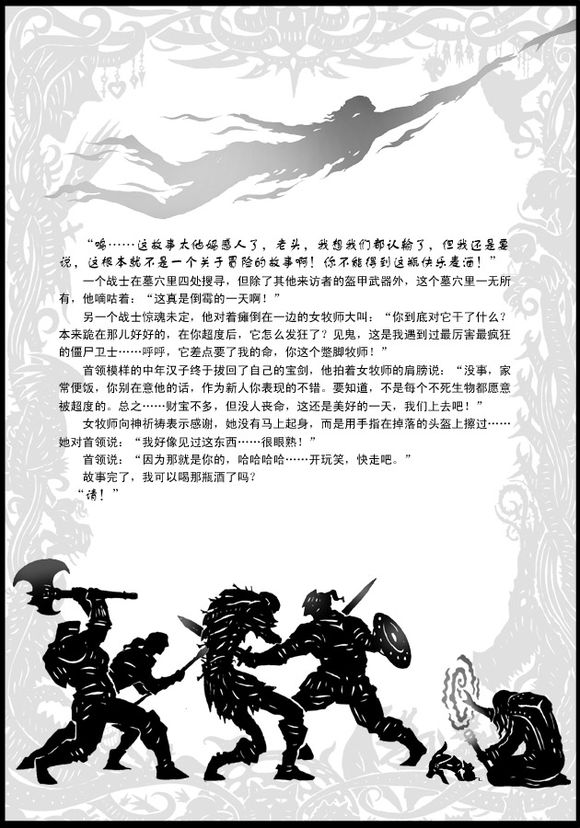 “呜……这故事太他妈感人了，老头，我想我们都认输了，但我还是要
说，这根本就不是一个关于冒险的故事啊！你不能得到这瓶快乐麦酒！”
一个战士在墓穴里四处搜寻，但除了其他来访者的盔甲武器外，这个墓穴里一无所
有，他嘀咕着：“这真是倒霉的一天啊！”
另一个战士惊魂未定，他对着瘫倒在一边的女牧师大叫：“你到底对它干了什么？
本来跪在那儿好好的，在你超度后，它怎么发狂了？见鬼，这是我遇到过最厉害最疯狂
的僵尸卫士……呼呼，它差点要了我的命，你这个蹩脚牧师！”
首领模样的中年汉子终于拔回了自己的宝剑，他拍着女牧师的肩膀说：“没事，家
常便饭，你别在意他的话，作为新人你表现的不错。要知道，不是每个不死生物都愿意
被超度的。总之……财宝不多，但没人丧命，这还是美好的一天，我们上去吧！”
女牧师向神祈祷表示感谢，她没有马上起身，而是用手指在掉落的头盔上擦过……
她对首领说：“我好像见过这东西……很眼熟！”
首领说：“因为那就是你的，哈哈哈哈……开玩笑，快走吧。”
故事完了，我可以喝那瓶酒了吗？
“请！”